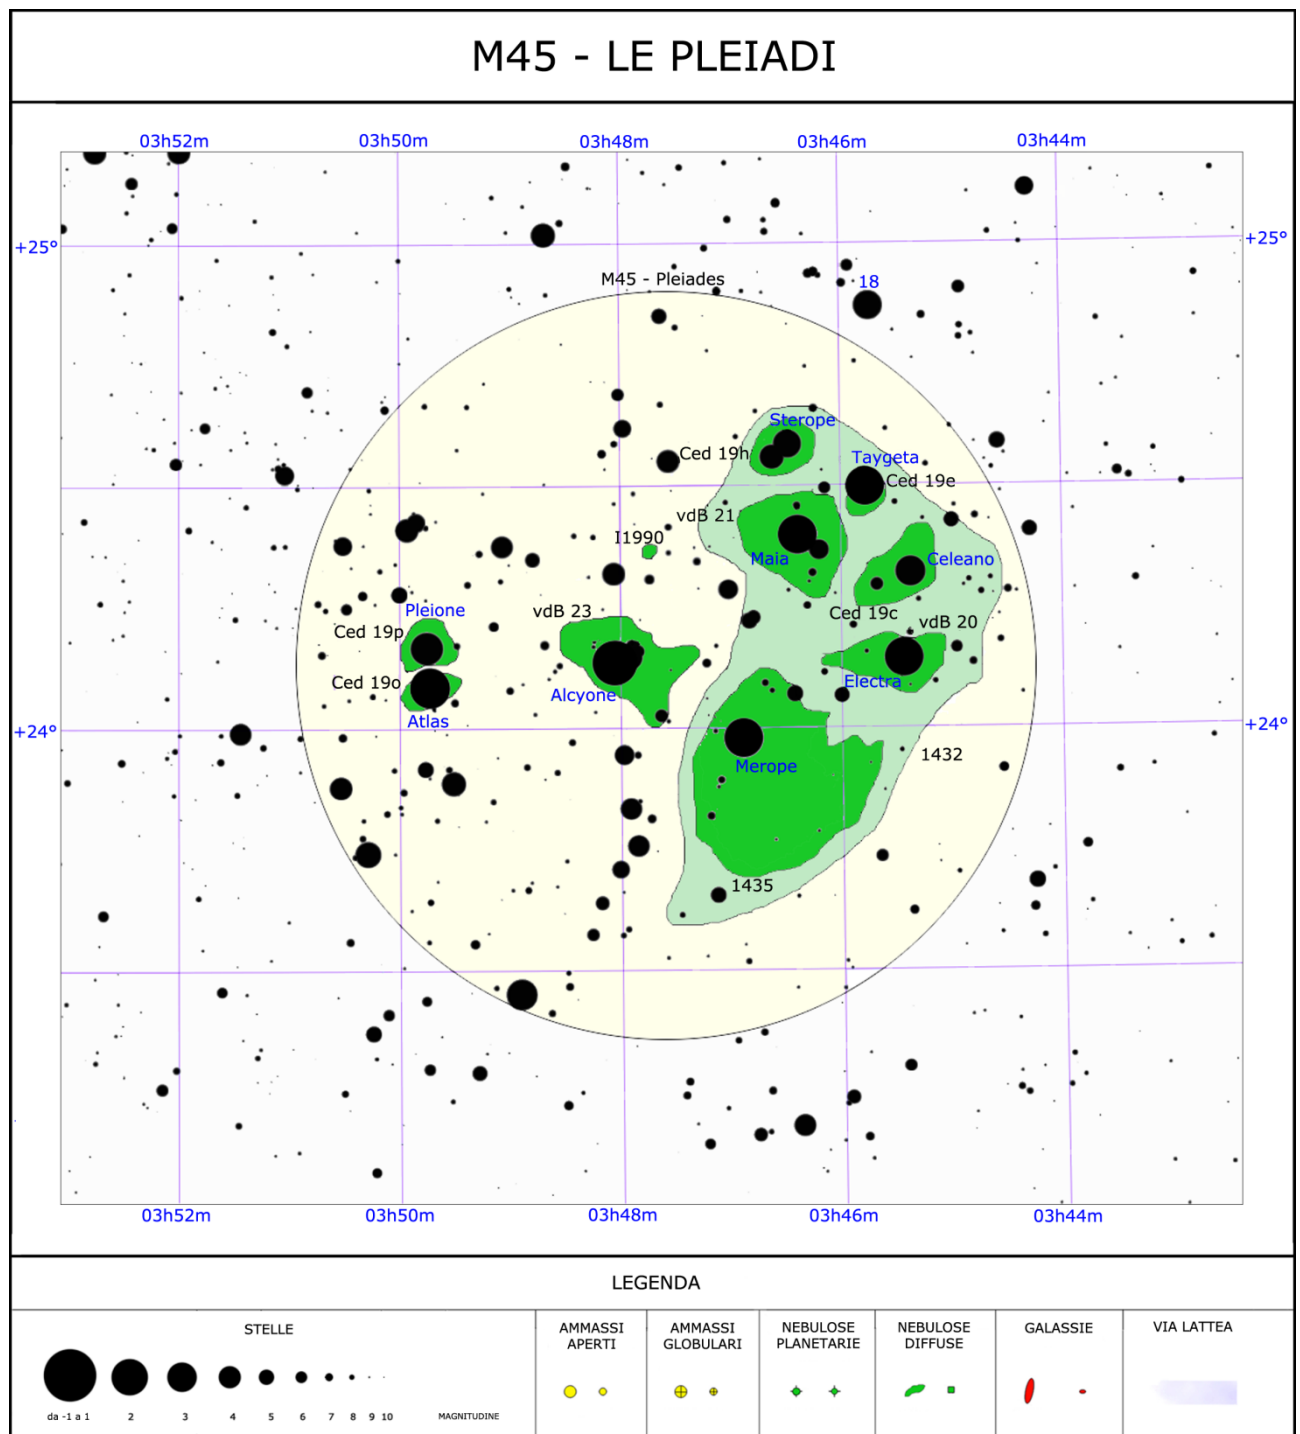 M45 - LE PLEIADI
03h52m 03h50m 03h48m 03h46m 03h44m
+25° +25°
M45 - Pleiades
18
Sterope
Ced 19h
Taygeta
Ced 19e
vdB 21
I1990
Maia
Celeano
Ced 19c
vdB 20
vdB 23
Pleione
Ced 19p
Ced 19o
Alcyone
Electra
Atlas
+24° +24°
1432
Merope
1435
03h52m 03h50m 03h48m 03h46m 03h44m
LEGENDA
STELLE
da -1 a 1 2 3 4 5 6 7 8 9 10 MAGNITUDINE
AMMASSI
APERTI
AMMASSI
GLOBULARI
NEBULOSE
PLANETARIE
NEBULOSE
DIFFUSE
GALASSIE
VIA LATTEA